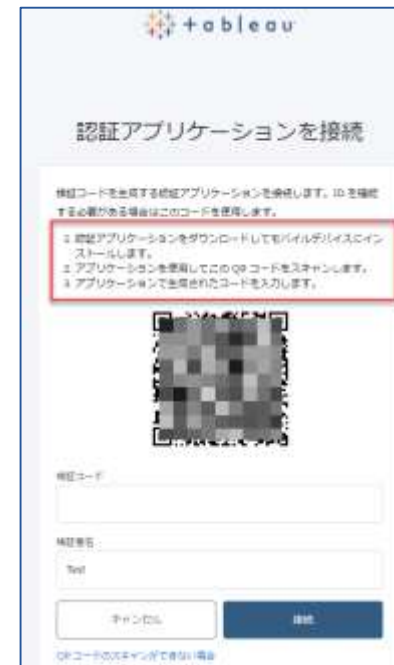 +ableau
認証アプリケーションを接続
検証コードを生成する認証アプリケーションを接続します。ID を確認
する必要がある場合はこのコードを使用します。
1. 認証アプリケーションをダウンロードしてモバイルデバイスにイン
ストールします。
2. アプリケーションを使用してこの QR コードをスキャンします。
3. アプリケーションで生成されたコードを入力します。
検証コード
検証者名
Test
キャンセル
接続
QR コードのスキャンができない場合